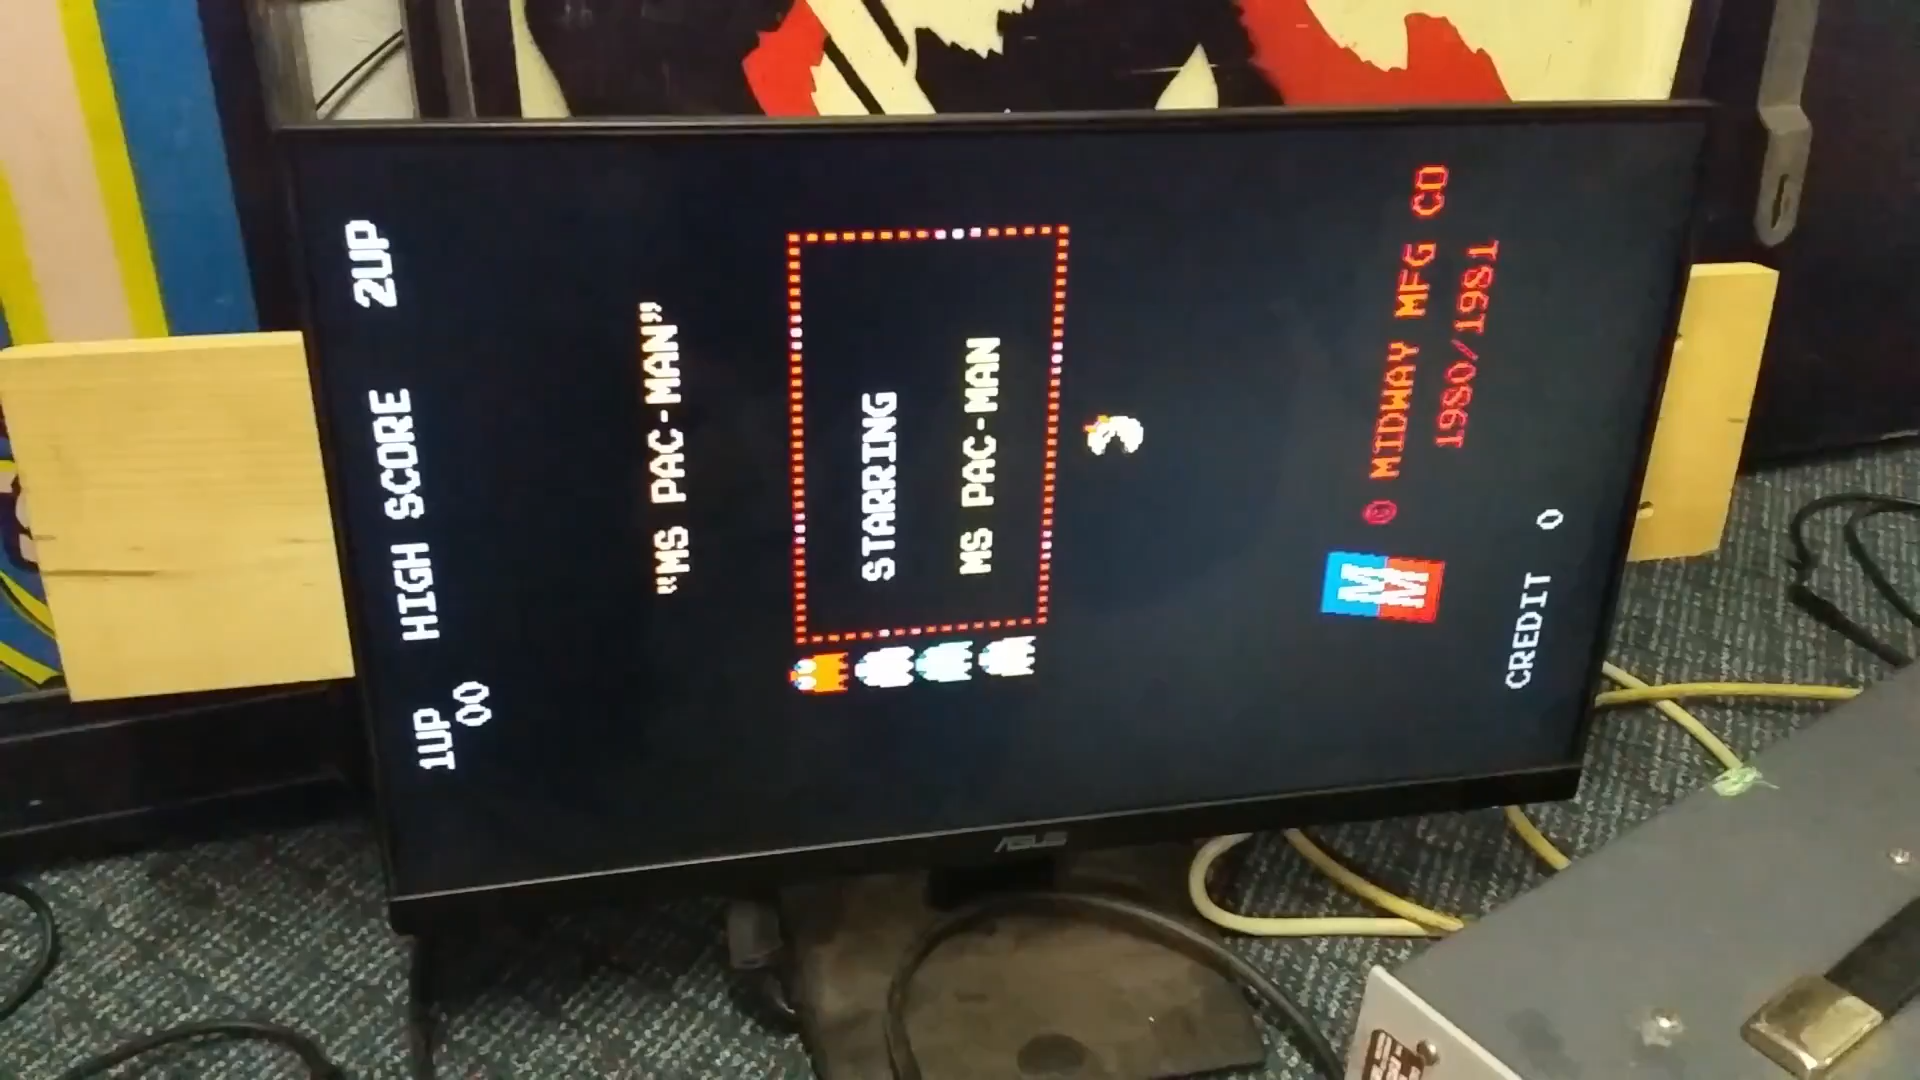 1UP HIGH SCORE 2UP
00
"MS PAC-MAN"
STARRING
MS PAC-MAN
© MIDWAY MFG CO
1980/1981
CREDIT 0
ASUS